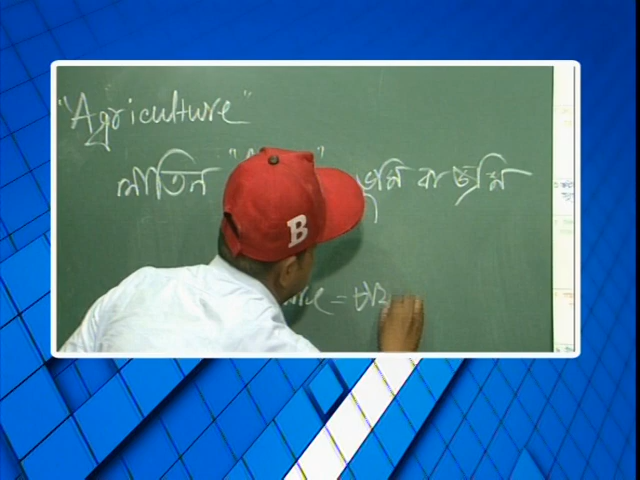 "Agriculture"
লাতিন ভূমি বা জমি
B
= চা